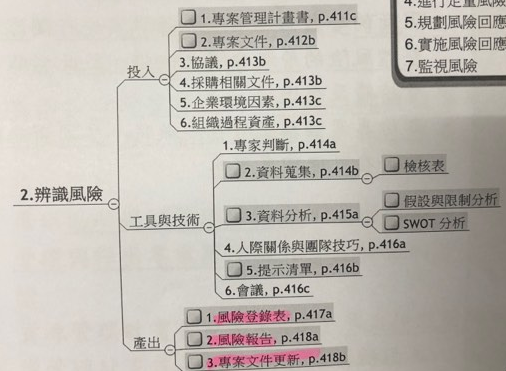 4.進行定量風險
5.規劃風險回應
6.實施風險回應
7.監視風險
2.辨識風險
投入
1.專案管理計畫書, p.411c
2.專案文件, p.412b
3.協議, p.413b
4.採購相關文件, p.413b
5.企業環境因素, p.413c
6.組織過程資產, p.413c
工具與技術
1.專家判斷, p.414a
2.資料蒐集, p.414b
檢核表
3.資料分析, p.415a
假設與限制分析
SWOT 分析
4.人際關係與團隊技巧, p.416a
5.提示清單, p.416b
6.會議, p.416c
產出
1.風險登錄表, p.417a
2.風險報告, p.418a
3.專案文件更新, p.418b